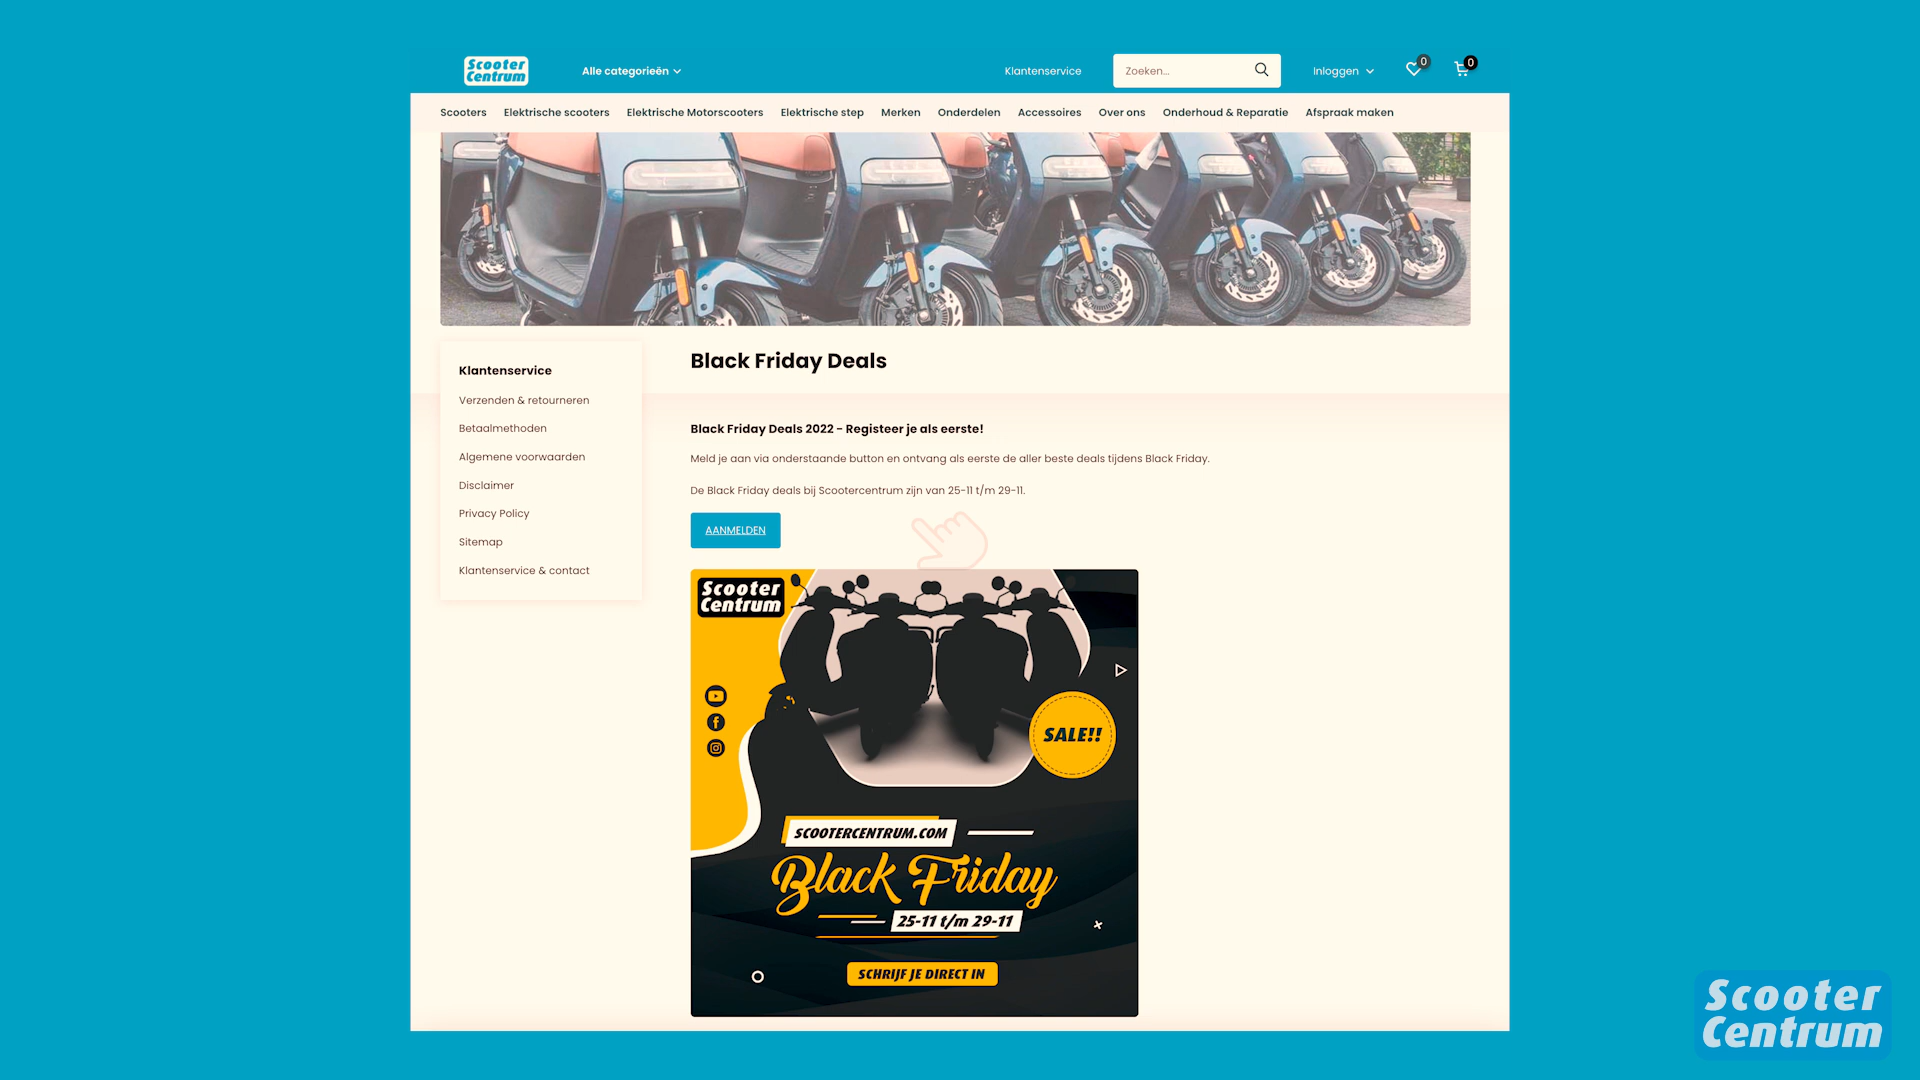 Scooter
Centrum
Alle categorieën
Klantenservice
Zoeken...
Inloggen
0
0
Scooters
Elektrische scooters
Elektrische Motorscooters
Elektrische step
Merken
Onderdelen
Accessoires
Over ons
Onderhoud & Reparatie
Afspraak maken
Klantenservice
Verzenden & retourneren
Betaalmethoden
Algemene voorwaarden
Disclaimer
Privacy Policy
Sitemap
Klantenservice & contact
Black Friday Deals
Black Friday Deals 2022 - Registeer je als eerste!
Meld je aan via onderstaande button en ontvang als eerste de aller beste deals tijdens Black Friday.
De Black Friday deals bij Scootercentrum zijn van 25-11 t/m 29-11.
AANMELDEN
Scooter
Centrum
SALE!!
SCOOTERCENTRUM.COM
Black Friday
25-11 t/m 29-11
SCHRIJF JE DIRECT IN
Scooter
Centrum